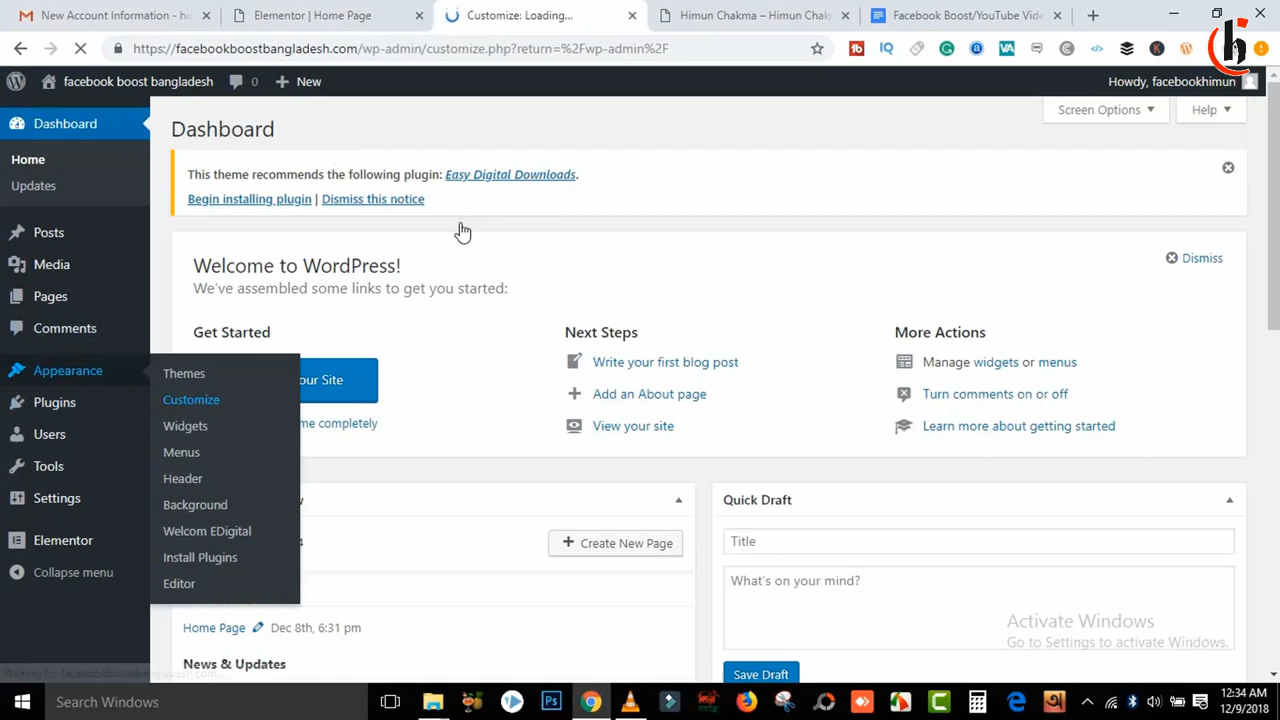 New Account Information - hir
Elementor | Home Page
Customize: Loading...
Himun Chakma – Himun Chak
Facebook Boost/YouTube Vid
https://facebookboostbangladesh.com/wp-admin/customize.php?return=%2Fwp-admin%2F
facebook boost bangladesh
0
New
Howdy, facebookhimun
Dashboard
Home
Updates
Posts
Media
Pages
Comments
Appearance
Plugins
Users
Tools
Settings
Elementor
Collapse menu
Themes
Customize
Widgets
Menus
Header
Background
Welcom EDigital
Install Plugins
Editor
Dashboard
Screen Options
Help
This theme recommends the following plugin: Easy Digital Downloads.
Begin installing plugin | Dismiss this notice
Welcome to WordPress!
Dismiss
We've assembled some links to get you started:
Get Started
our Site
me completely
Next Steps
Write your first blog post
Add an About page
View your site
More Actions
Manage widgets or menus
Turn comments on or off
Learn more about getting started
Create New Page
Home Page Dec 8th, 6:31 pm
News & Updates
Quick Draft
Title
What's on your mind?
Save Draft
Activate Windows
Go to Settings to activate Windows.
Waiting for facebookboostbangladesh.com...
Search Windows
12:34 AM
12/9/2018